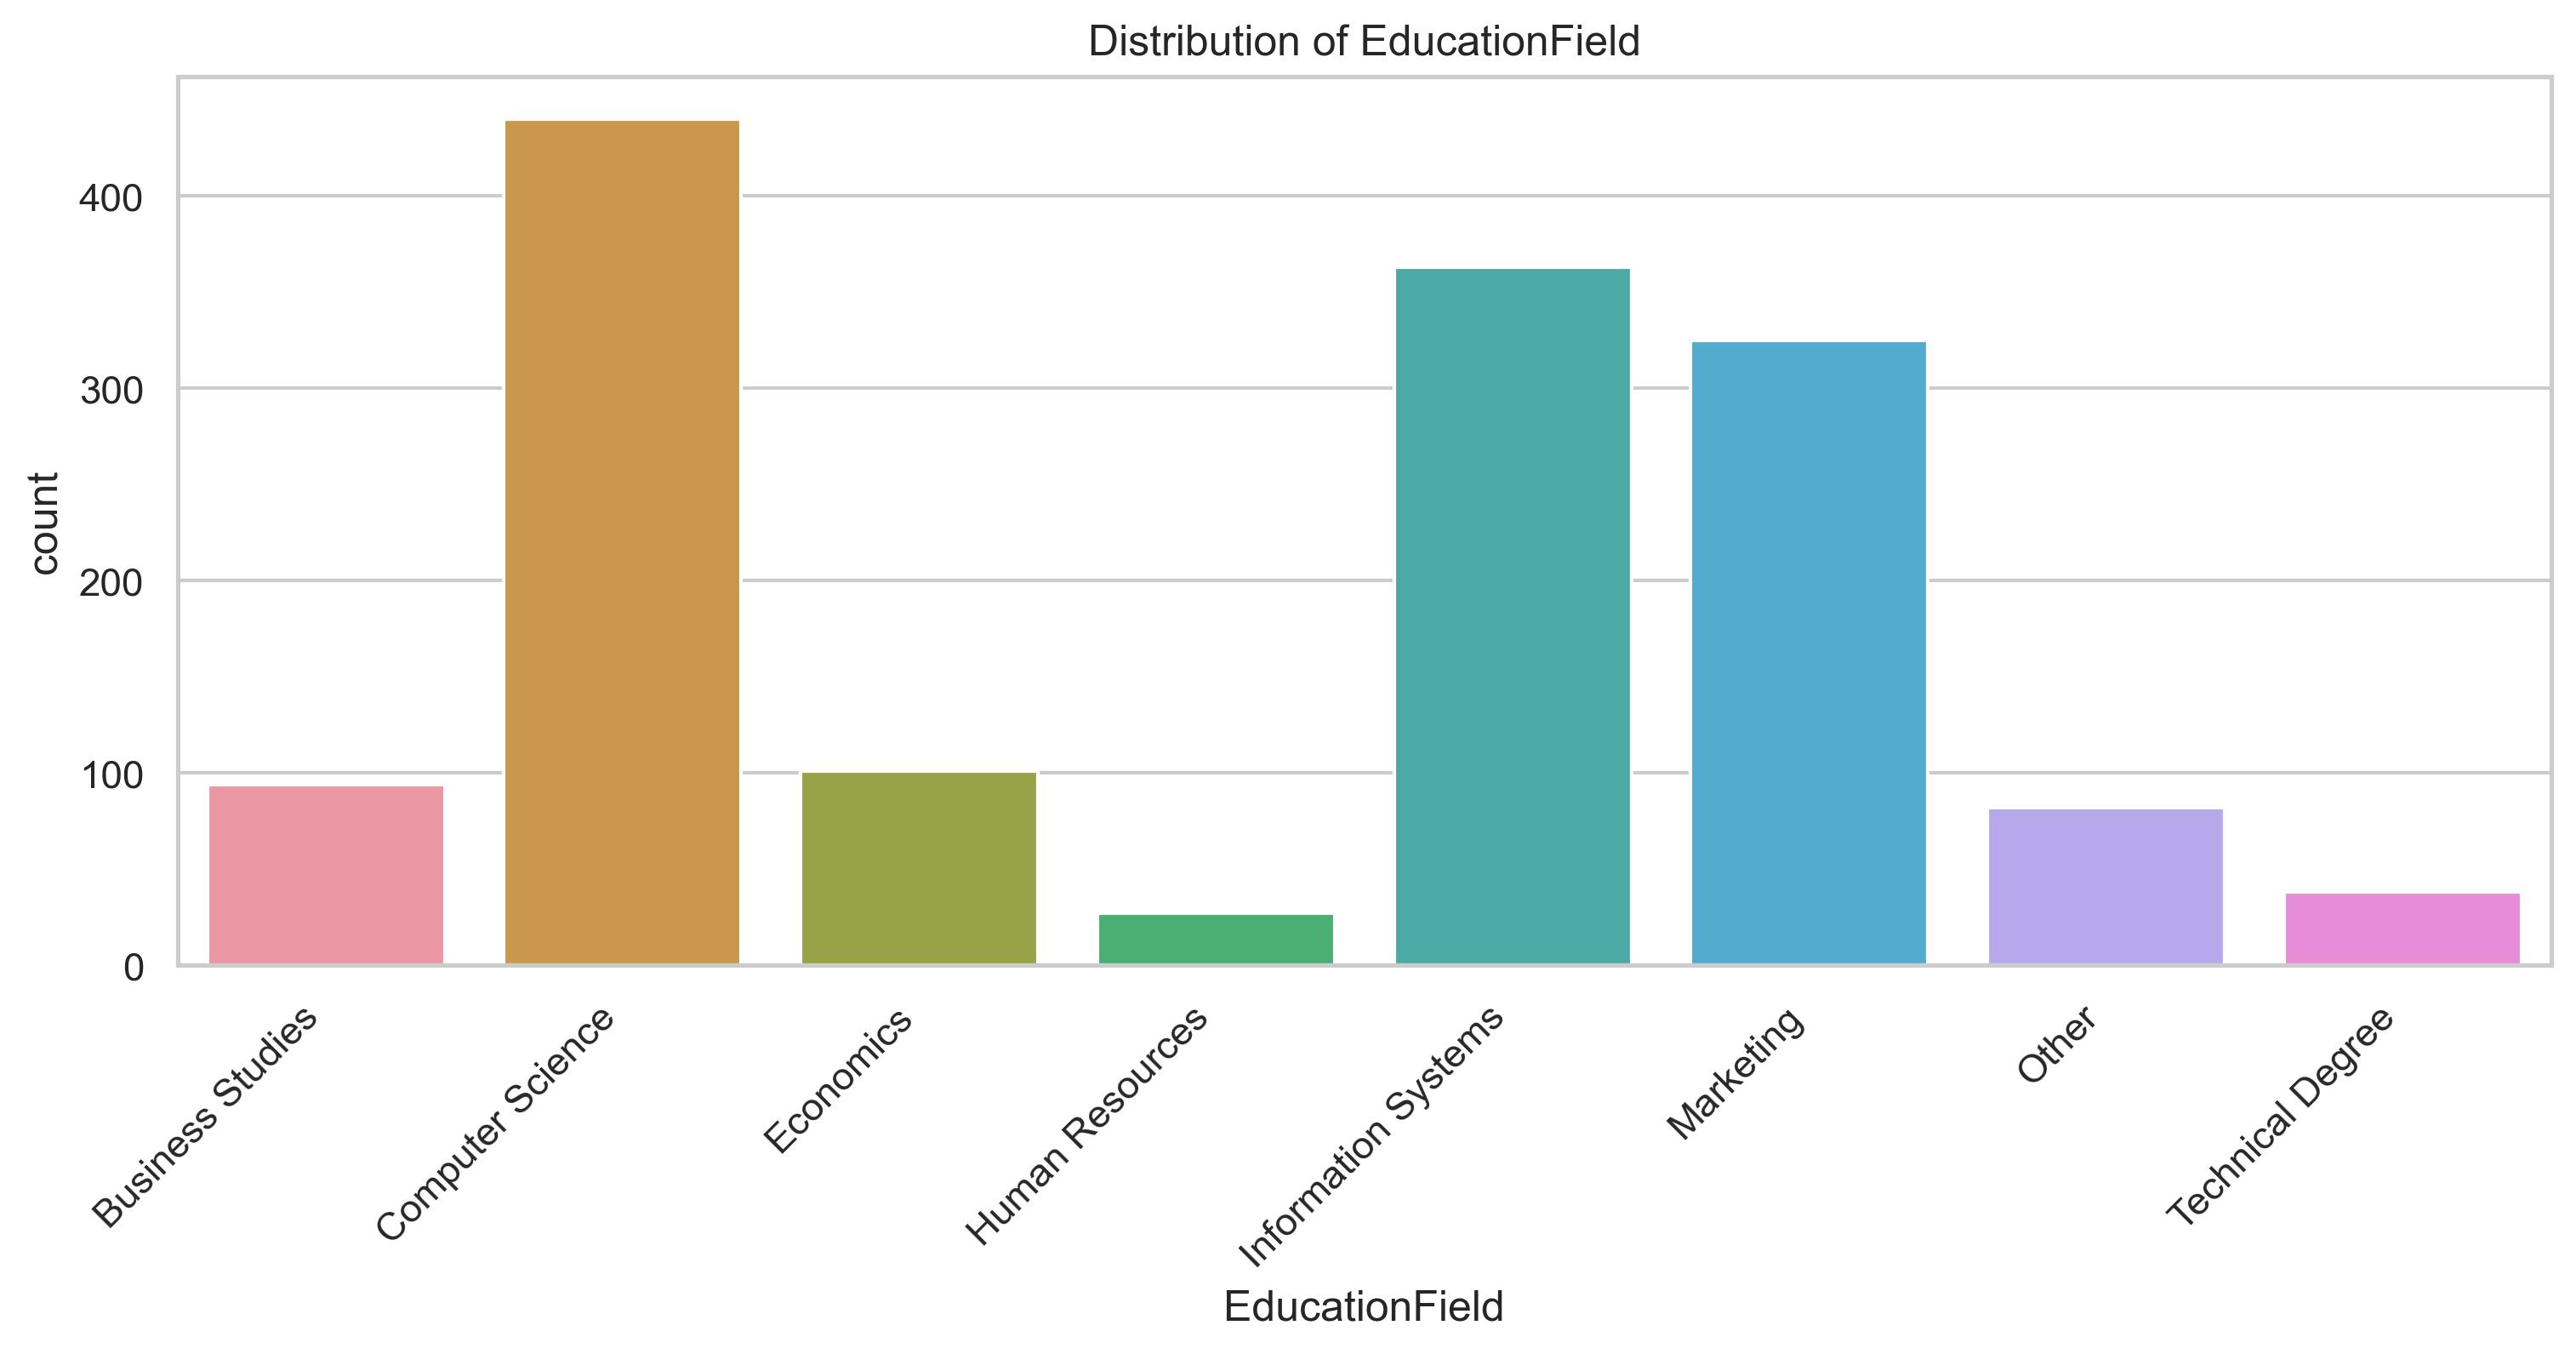 Distribution of EducationField
400
300
200
100
0
count
Business Studies
Computer Science
Economics
Human Resources
Information Systems
Marketing
Other
Technical Degree
EducationField